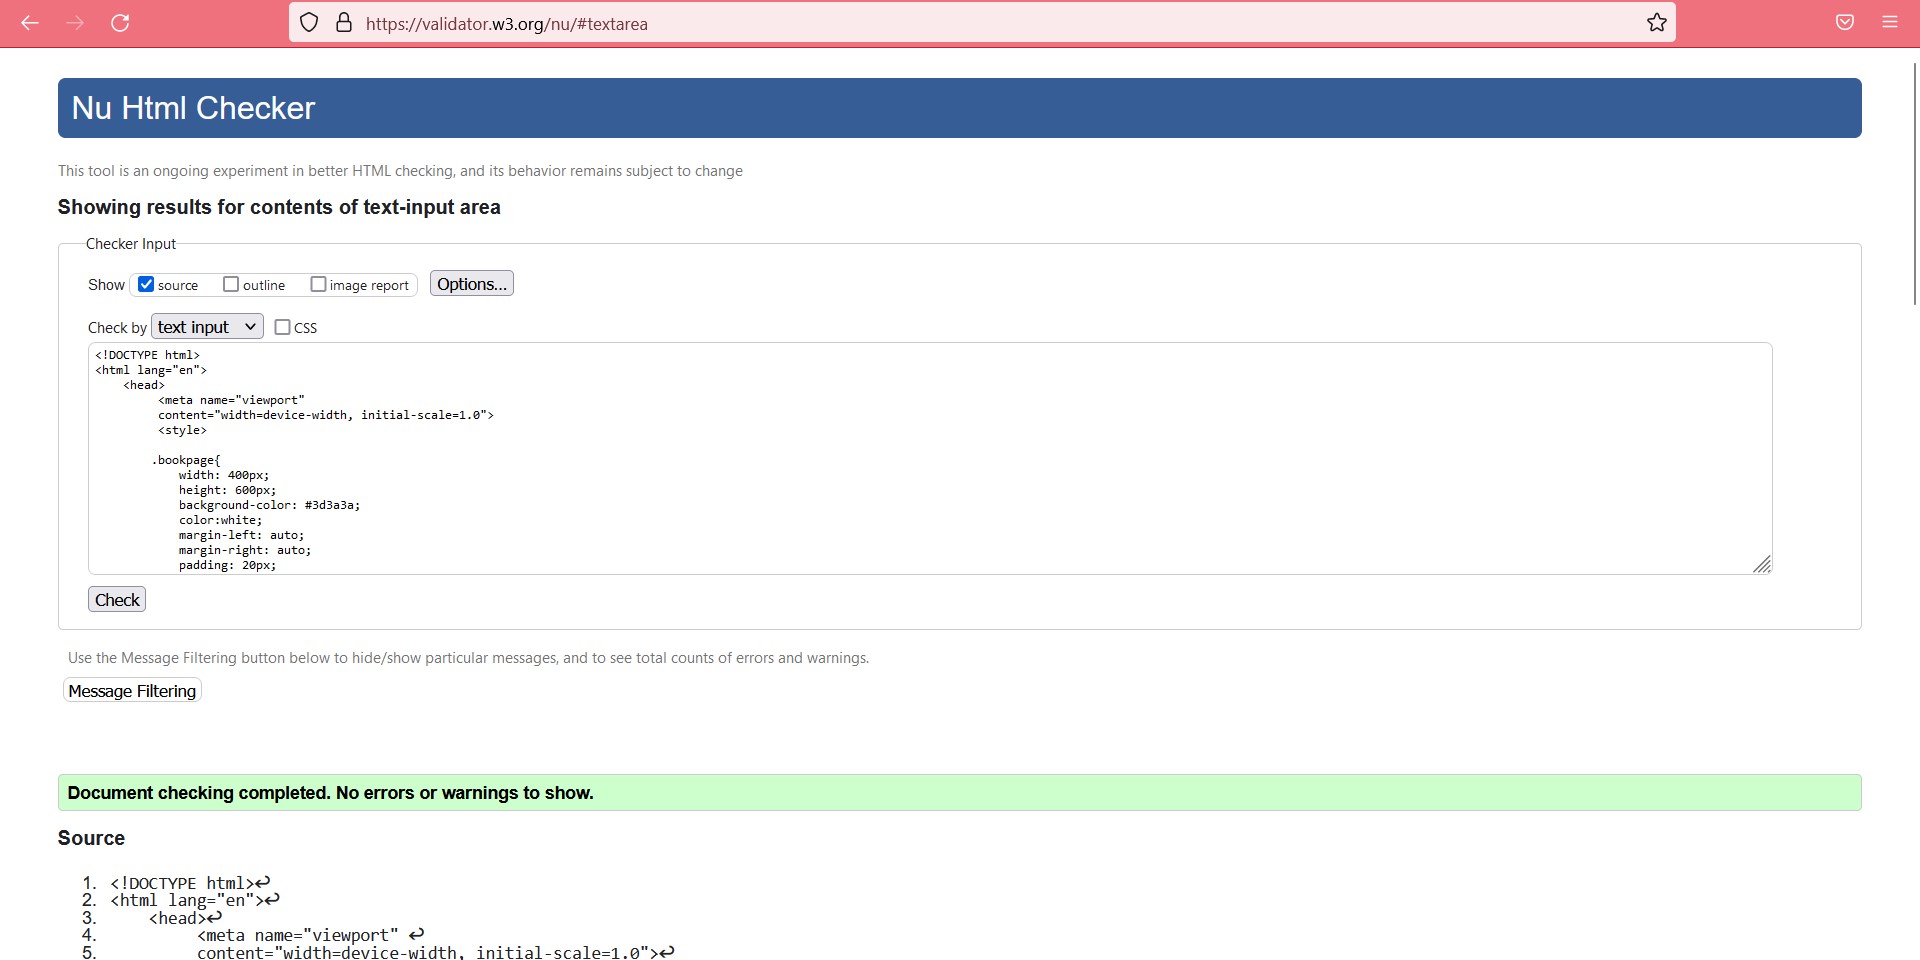 https://validator.w3.org/nu/#textarea
Nu Html Checker
This tool is an ongoing experiment in better HTML checking, and its behavior remains subject to change
Showing results for contents of text-input area
Checker Input
Show source outline image report Options...
Check by text input CSS
<!DOCTYPE html>
<html lang="en">
<head>
<meta name="viewport"
content="width=device-width, initial-scale=1.0">
<style>
.bookpage{
width: 400px;
height: 600px;
background-color: #3d3a3a;
color:white;
margin-left: auto;
margin-right: auto;
padding: 20px;
Check
Use the Message Filtering button below to hide/show particular messages, and to see total counts of errors and warnings.
Message Filtering
Document checking completed. No errors or warnings to show.
Source
1. <!DOCTYPE html>↩
2. <html lang="en">↩
3. <head>↩
4. <meta name="viewport" ↩
5. content="width=device-width, initial-scale=1.0">↩